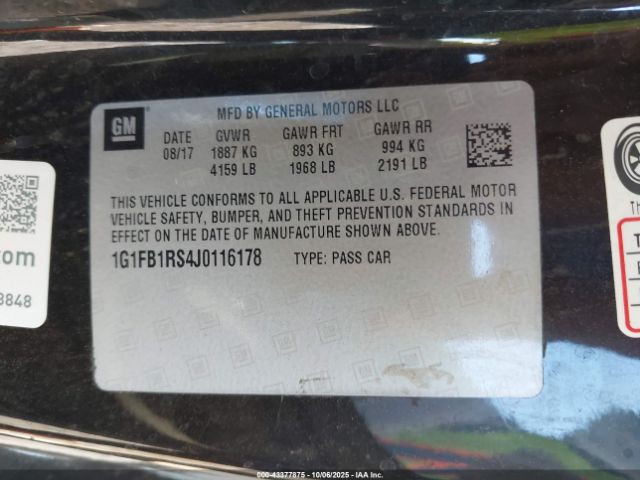 GM
MFD BY GENERAL MOTORS LLC
DATE GVWR GAWR FRT GAWR RR
08/17 1887 KG 893 KG 994 KG
4159 LB 1968 LB 2191 LB
THIS VEHICLE CONFORMS TO ALL APPLICABLE U.S. FEDERAL MOTOR
VEHICLE SAFETY, BUMPER, AND THEFT PREVENTION STANDARDS IN
EFFECT ON THE DATE OF MANUFACTURE SHOWN ABOVE.
1G1FB1RS4J0116178 TYPE: PASS CAR
com
3848
TH
T
© 2025 - 43377875 - 10/06/2025 - IAA Inc.